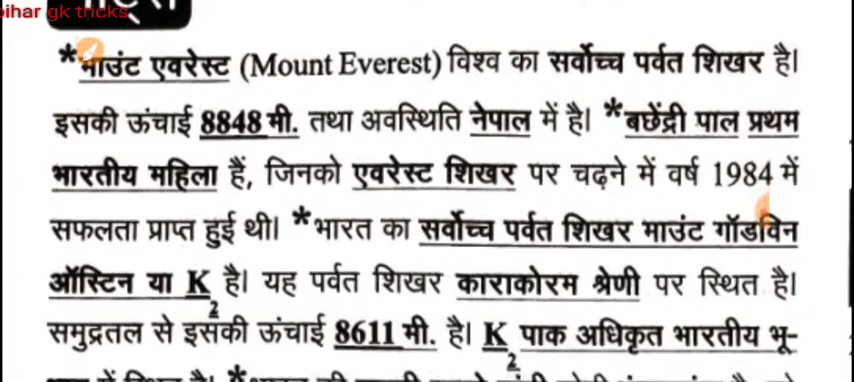 bihar gk tricks
*माउंट एवरेस्ट (Mount Everest) विश्व का सर्वोच्च पर्वत शिखर है।
इसकी ऊंचाई 8848 मी. तथा अवस्थिति नेपाल में है। *बछेंद्री पाल प्रथम
भारतीय महिला हैं, जिनको एवरेस्ट शिखर पर चढ़ने में वर्ष 1984 में
सफलता प्राप्त हुई थी। *भारत का सर्वोच्च पर्वत शिखर माउंट गॉडविन
ऑस्टिन या K2 है। यह पर्वत शिखर काराकोरम श्रेणी पर स्थित है।
समुद्रतल से इसकी ऊंचाई 8611 मी. है। K2 पाक अधिकृत भारतीय भू-